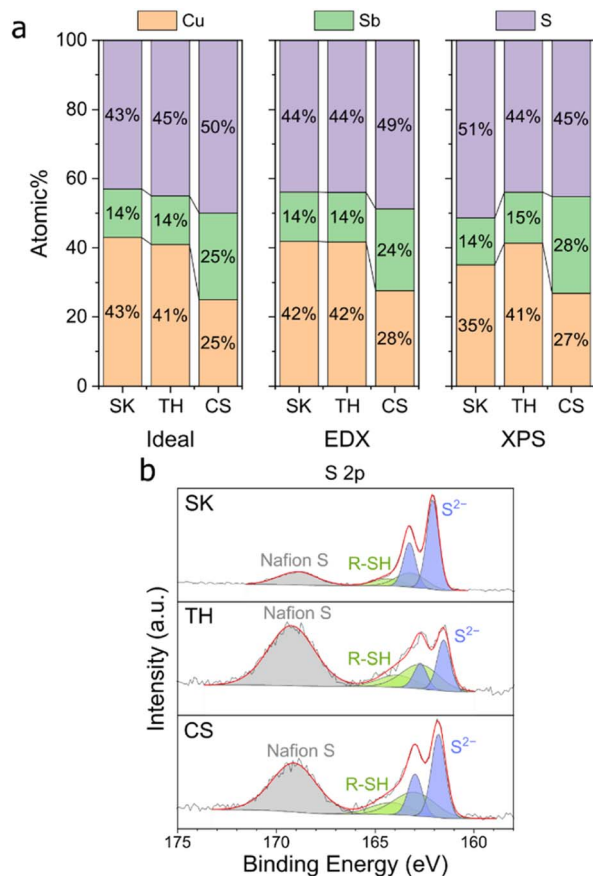 a
Cu Sb S
Atomic%
100
80
60
40
20
0
43% 45% 50%
14% 14% 25%
43% 41% 25%
SK TH CS
Ideal
44% 44% 49%
14% 14% 24%
42% 42% 28%
SK TH CS
EDX
51% 44% 45%
14% 15% 28%
35% 41% 27%
SK TH CS
XPS
b
S 2p
Intensity (a.u.)
SK
S²⁻
R-SH
Nafion S
TH
Nafion S
R-SH
S²⁻
CS
Nafion S
R-SH
S²⁻
175 170 165 160
Binding Energy (eV)